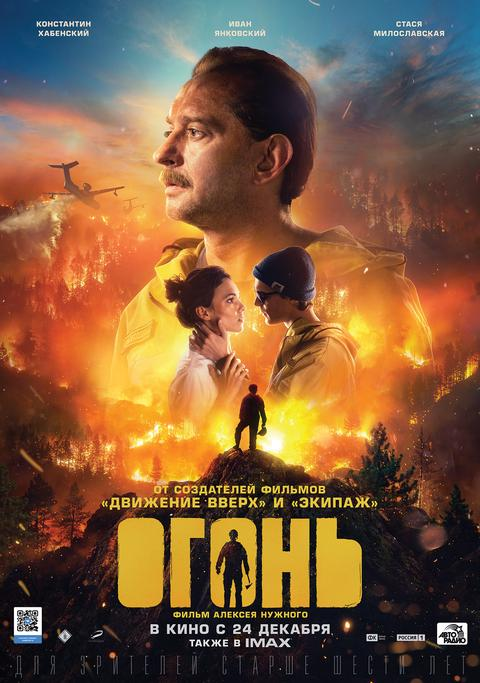 КОНСТАНТИН
ХАБЕНСКИЙ
ИВАН
ЯНКОВСКИЙ
СТАСЯ
МИЛОСЛАВСКАЯ
ОТ СОЗДАТЕЛЕЙ ФИЛЬМОВ
«ДВИЖЕНИЕ ВВЕРХ» И «ЭКИПАЖ»
ОГОНЬ
ФИЛЬМ АЛЕКСЕЯ НУЖНОГО
В КИНО С 24 ДЕКАБРЯ
ТАКЖЕ В IMAX
ФК
РОССИЯ 1
АВТО
РАДИО
ДЛЯ ЗРИТЕЛЕЙ СТАРШЕ ШЕСТИ ЛЕТ